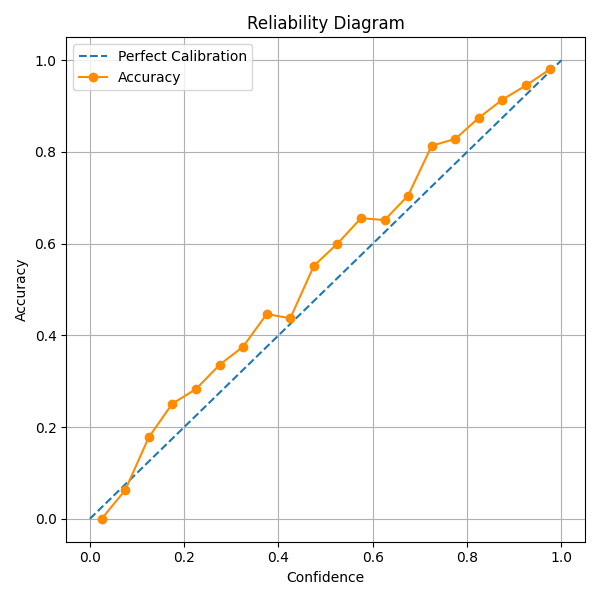 Reliability Diagram
Perfect Calibration
Accuracy
1.0
0.8
0.6
0.4
0.2
0.0
Accuracy
0.0 0.2 0.4 0.6 0.8 1.0
Confidence